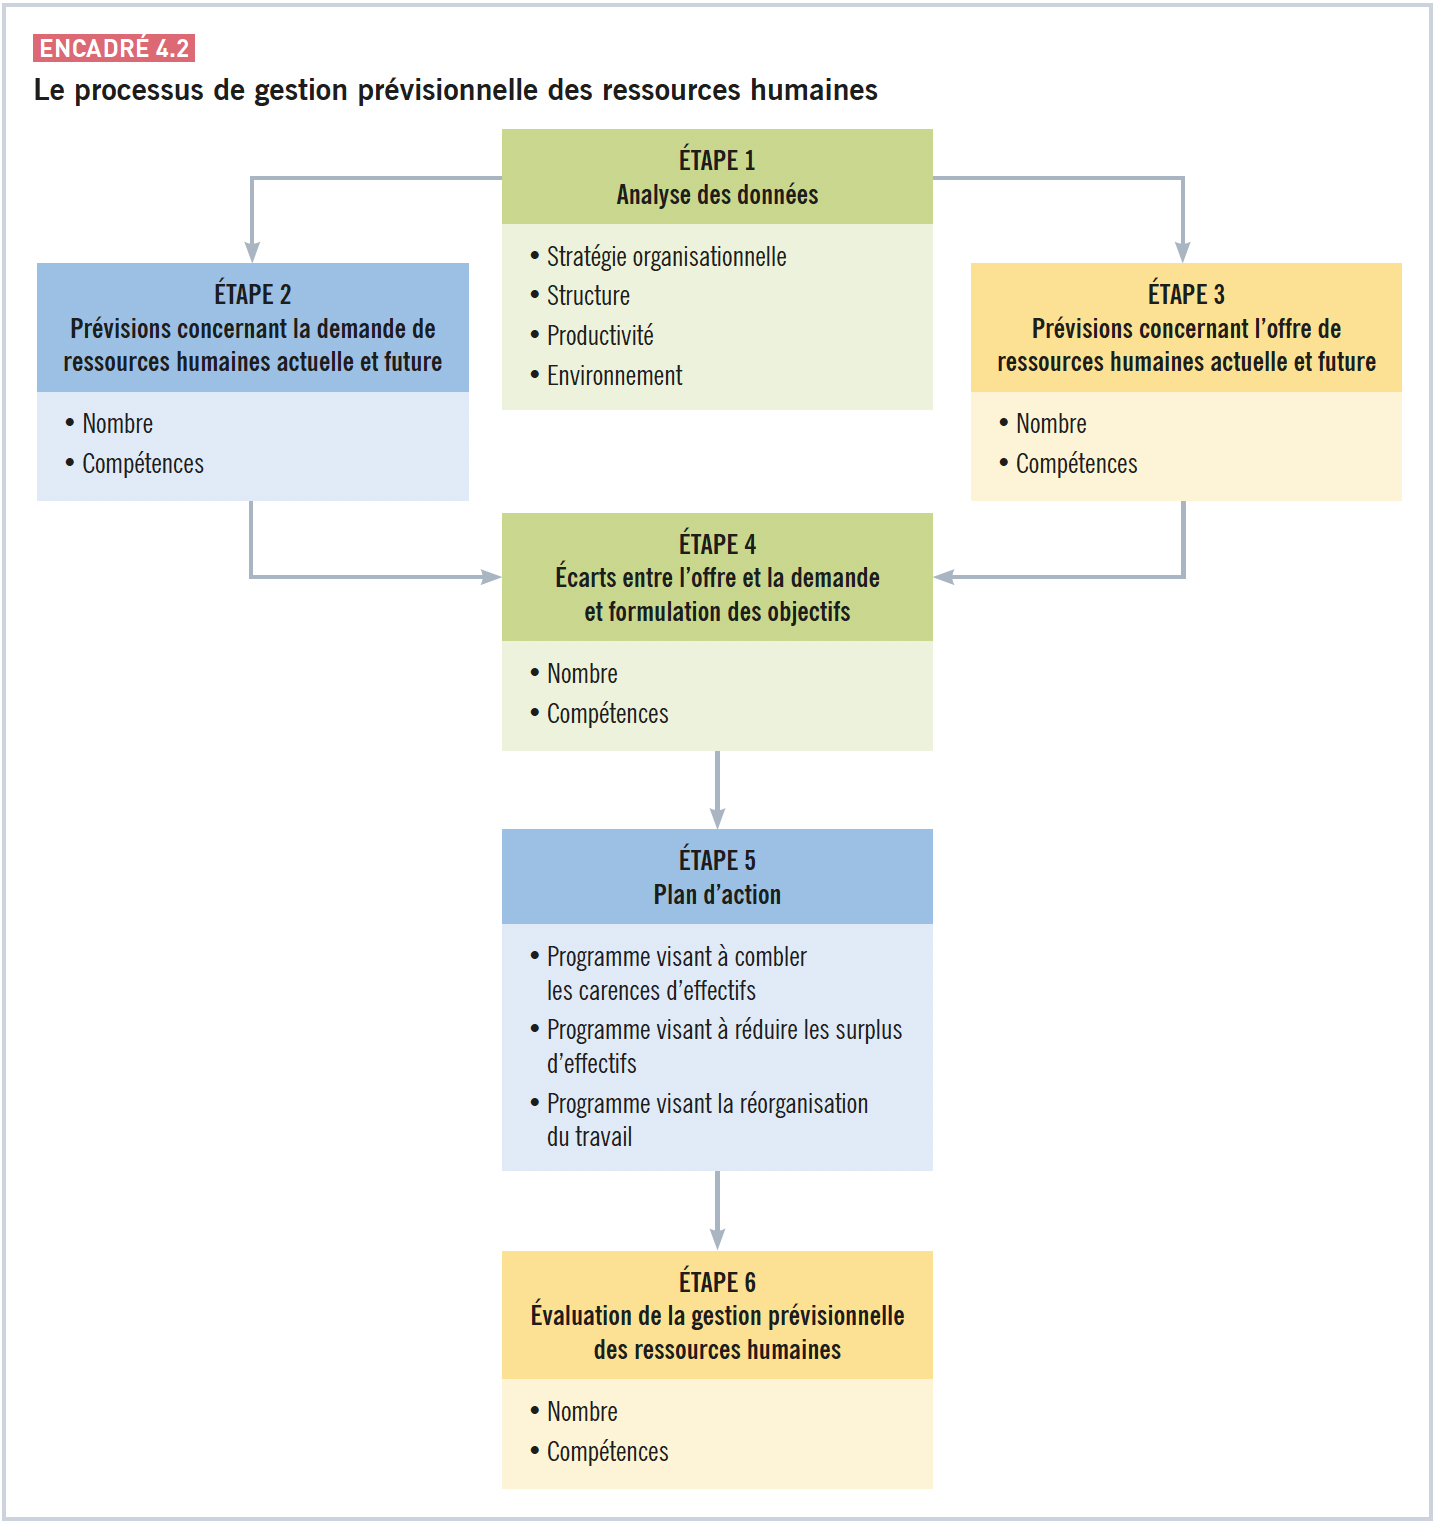 ENCADRÉ 4.2
Le processus de gestion prévisionnelle des ressources humaines
ÉTAPE 1
Analyse des données
• Stratégie organisationnelle
• Structure
• Productivité
• Environnement
ÉTAPE 2
Prévisions concernant la demande de
ressources humaines actuelle et future
• Nombre
• Compétences
ÉTAPE 3
Prévisions concernant l’offre de
ressources humaines actuelle et future
• Nombre
• Compétences
ÉTAPE 4
Écarts entre l’offre et la demande
et formulation des objectifs
• Nombre
• Compétences
ÉTAPE 5
Plan d’action
• Programme visant à combler
les carences d’effectifs
• Programme visant à réduire les surplus
d’effectifs
• Programme visant la réorganisation
du travail
ÉTAPE 6
Évaluation de la gestion prévisionnelle
des ressources humaines
• Nombre
• Compétences